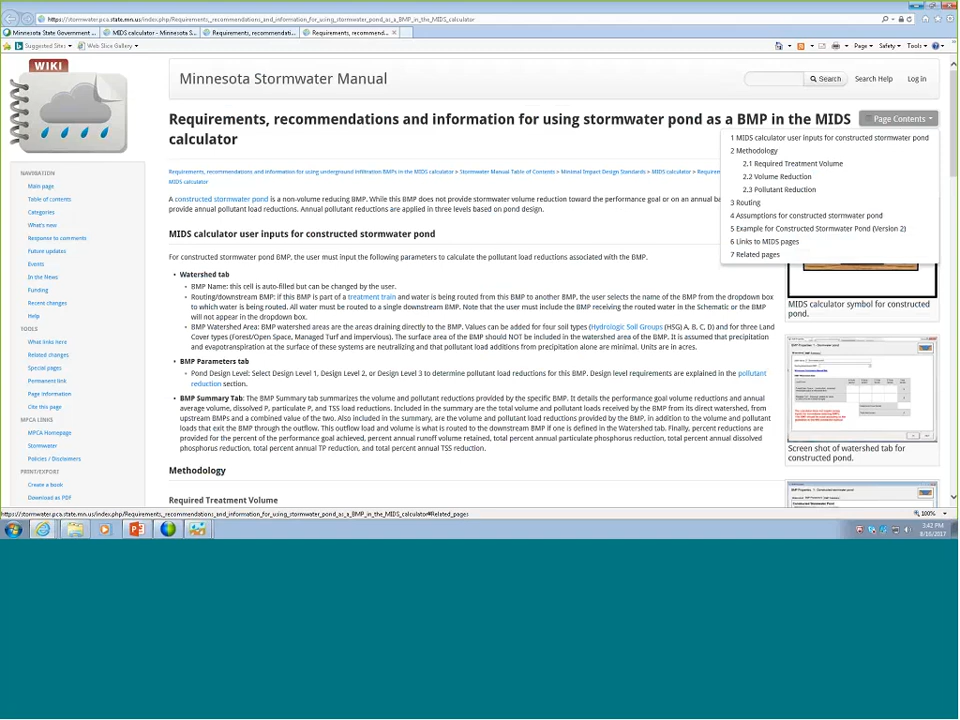 https://stormwater.pca.state.mn.us/index.php/Requirements,_recommendations_and_information_for_using_stormwater_pond_as_a_BMP_in_the_MIDS_calculator
Minnesota State Government ...
MIDS calculator - Minnesota S...
Requirements, recommendati...
Requirements, recommend...
Suggested Sites
Web Slice Gallery
Page
Safety
Tools
WIKI
Minnesota Stormwater Manual
Search
Search Help
Log in
Requirements, recommendations and information for using stormwater pond as a BMP in the MIDS
calculator
Page Contents
1 MIDS calculator user inputs for constructed stormwater pond
2 Methodology
2.1 Required Treatment Volume
2.2 Volume Reduction
2.3 Pollutant Reduction
3 Routing
4 Assumptions for constructed stormwater pond
5 Example for Constructed Stormwater Pond (Version 2)
6 Links to MIDS pages
7 Related pages
NAVIGATION
Main page
Table of contents
Categories
What's new
Response to comments
Future updates
Events
In the News
Funding
Recent changes
Help
TOOLS
What links here
Related changes
Special pages
Permanent link
Page information
Cite this page
MPCA LINKS
MPCA Homepage
Stormwater
Policies / Disclaimers
PRINT/EXPORT
Create a book
Download as PDF
Requirements, recommendations and information for using underground infiltration BMPs in the MIDS calculator > Stormwater Manual Table of Contents > Minimal Impact Design Standards > MIDS calculator > Requirem
MIDS calculator
A constructed stormwater pond is a non-volume reducing BMP. While this BMP does not provide stormwater volume reduction toward the performance goal or on an annual ba
provide annual pollutant load reductions. Annual pollutant reductions are applied in three levels based on pond design.
MIDS calculator user inputs for constructed stormwater pond
For constructed stormwater pond BMP, the user must input the following parameters to calculate the pollutant load reductions associated with the BMP.
• Watershed tab
• BMP Name: this cell is auto-filled but can be changed by the user.
• Routing/downstream BMP: if this BMP is part of a treatment train and water is being routed from this BMP to another BMP, the user selects the name of the BMP from the dropdown box
to which water is being routed. All water must be routed to a single downstream BMP. Note that the user must include the BMP receiving the routed water in the Schematic or the BMP
will not appear in the dropdown box.
• BMP Watershed Area: BMP watershed areas are the areas draining directly to the BMP. Values can be added for four soil types (Hydrologic Soil Groups (HSG) A, B, C, D) and for three Land
Cover types (Forest/Open Space, Managed Turf and impervious). The surface area of the BMP should NOT be included in the watershed area of the BMP. It is assumed that precipitation
and evapotranspiration at the surface of these systems are neutralizing and that pollutant load additions from precipitation alone are minimal. Units are in acres.
• BMP Parameters tab
• Pond Design Level: Select Design Level 1, Design Level 2, or Design Level 3 to determine pollutant load reductions for this BMP. Design level requirements are explained in the pollutant
reduction section.
• BMP Summary Tab: The BMP Summary tab summarizes the volume and pollutant reductions provided by the specific BMP. It details the performance goal volume reductions and annual
average volume, dissolved P, particulate P, and TSS load reductions. Included in the summary are the total volume and pollutant loads received by the BMP from its direct watershed, from
upstream BMPs and a combined value of the two. Also included in the summary, are the volume and pollutant load reductions provided by the BMP, in addition to the volume and pollutant
loads that exit the BMP through the outflow. This outflow load and volume is what is routed to the downstream BMP if one is defined in the Watershed tab. Finally, percent reductions are
provided for the percent of the performance goal achieved, percent annual runoff volume retained, total percent annual particulate phosphorus reduction, total percent annual dissolved
phosphorus reduction, total percent annual TP reduction, and total percent annual TSS reduction.
Methodology
Required Treatment Volume
MIDS calculator symbol for constructed
pond.
Screen shot of watershed tab for
constructed pond.
https://stormwater.pca.state.mn.us/index.php/Requirements,_recommendations_and_information_for_using_stormwater_pond_as_a_BMP_in_the_MIDS_calculator#Related_pages
100%
3:42 PM
8/10/2017